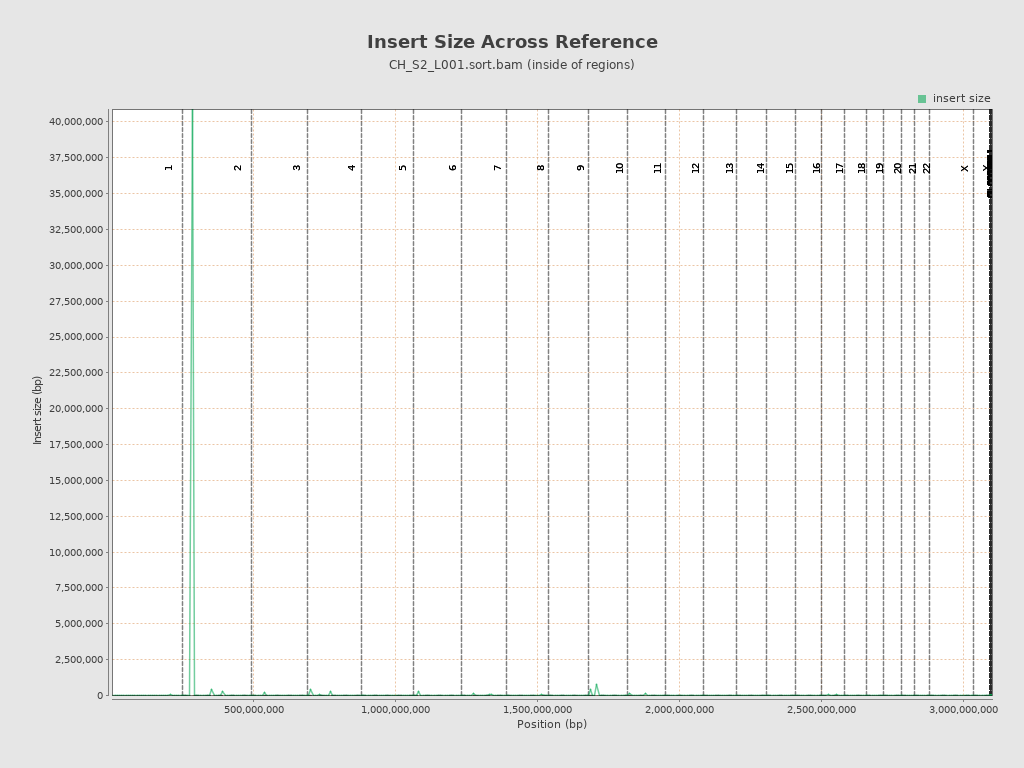 Insert Size Across Reference
CH_S2_L001.sort.bam (inside of regions)
insert size
40,000,000
37,500,000
35,000,000
32,500,000
30,000,000
27,500,000
25,000,000
22,500,000
20,000,000
17,500,000
15,000,000
12,500,000
10,000,000
7,500,000
5,000,000
2,500,000
0
Insert size (bp)
1 2 3 4 5 6 7 8 9 10 11 12 13 14 15 16 17 18 19 20 21 22 X Y
500,000,000 1,000,000,000 1,500,000,000 2,000,000,000 2,500,000,000 3,000,000,000
Position (bp)